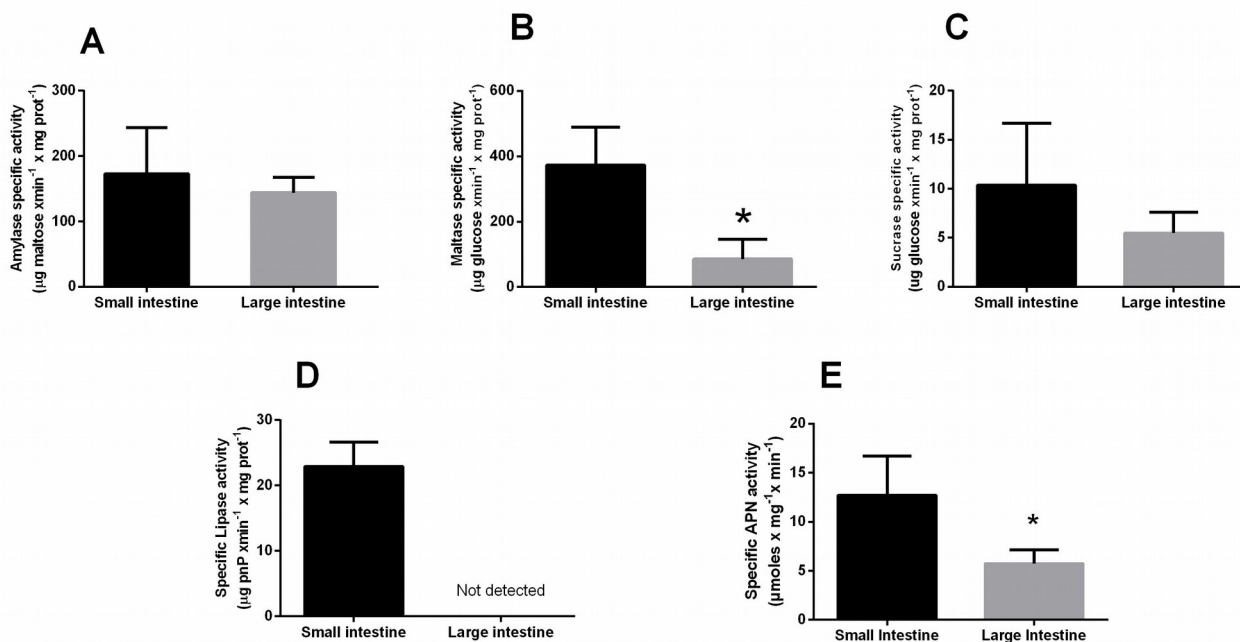 A
Amylase specific activity
(µg maltose xmin⁻¹ x mg prot⁻¹)
300
200
100
0
Small intestine
Large intestine
B
Maltase specific activity
(µg glucose xmin⁻¹ x mg prot⁻¹)
600
400
200
0
*
Small intestine
Large intestine
C
Sucrase specific activity
(ug glucose xmin⁻¹ x mg prot⁻¹)
20
15
10
5
0
Small intestine
Large intestine
D
Specific Lipase activity
(µg pnP xmin⁻¹ x mg prot⁻¹)
30
20
10
0
Not detected
Small intestine
Large intestine
E
Specific APN activity
(µmoles x mg⁻¹x min⁻¹)
20
15
10
5
0
*
Small Intestine
Large Intestine